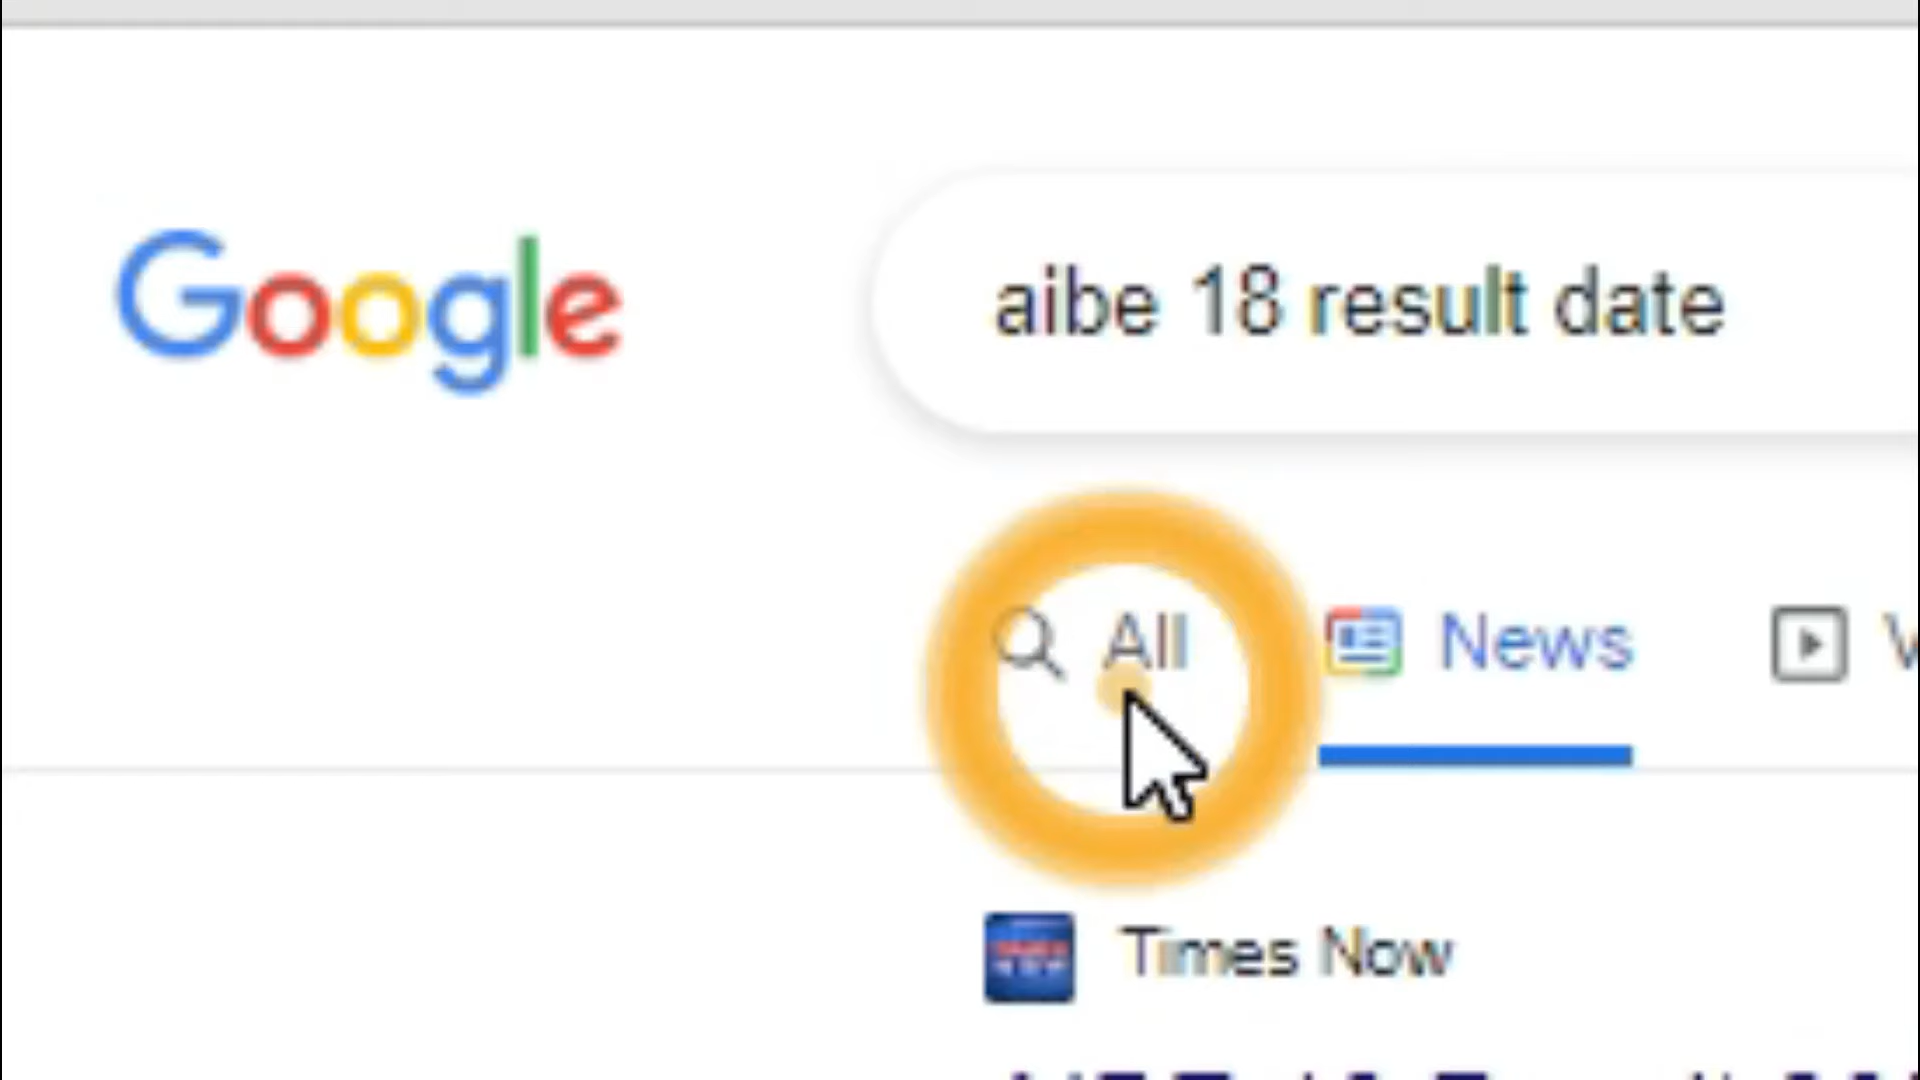 Google
aibe 18 result date
All
News
Times Now